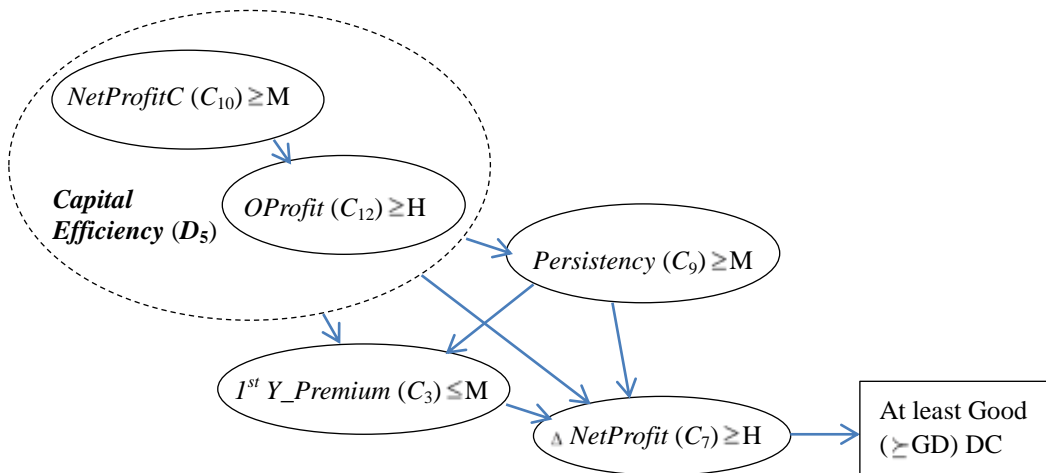 NetProfitC (C₁₀) ≧M
OProfit (C₁₂) ≧H
Capital
Efficiency (D₅)
Persistency (C₉) ≧M
1ˢᵗ Y_Premium (C₃) ≦M
Δ NetProfit (C₇) ≧H
At least Good
(⪰GD) DC